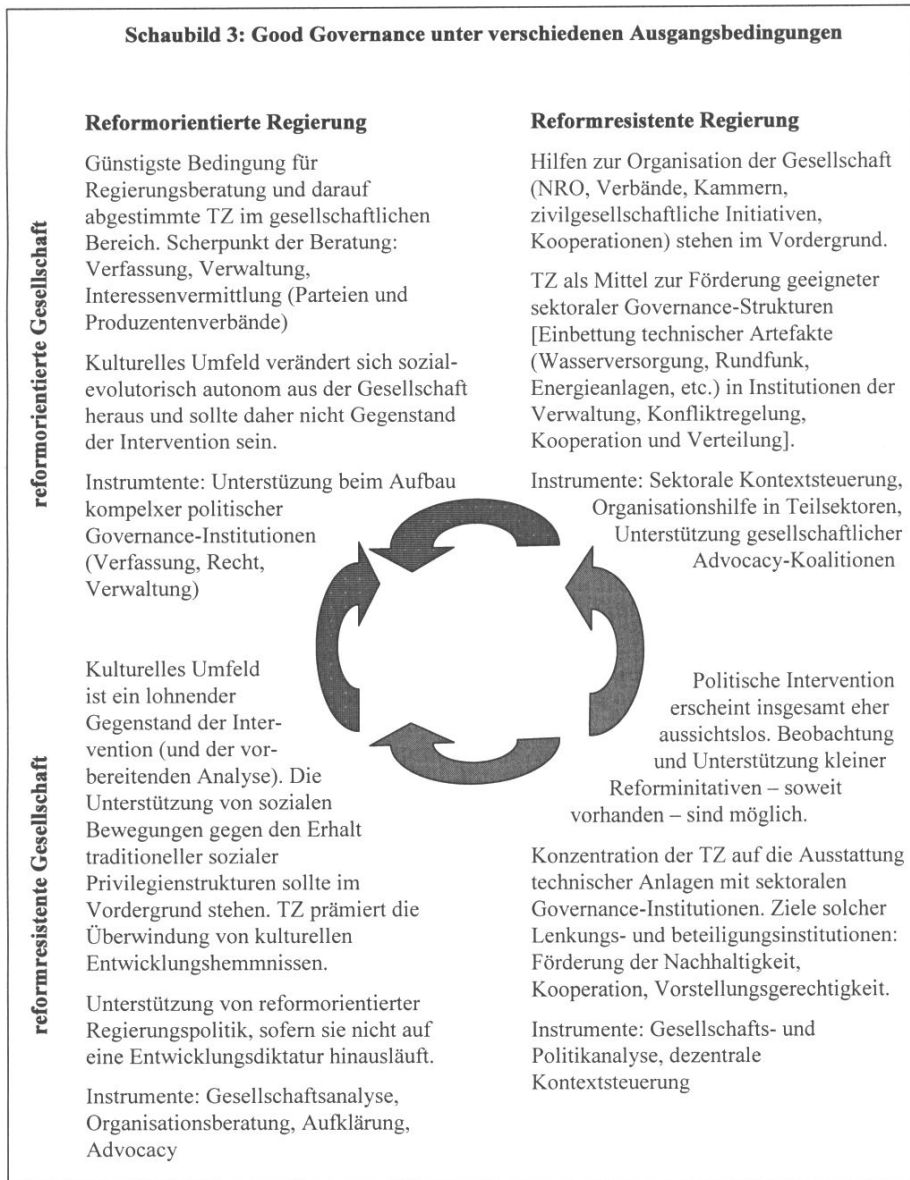 Schaubild 3: Good Governance unter verschiedenen Ausgangsbedingungen
reformorientierte Gesellschaft
Reformorientierte Regierung
Günstigste Bedingung für
Regierungsberatung und darauf
abgestimmte TZ im gesellschaftlichen
Bereich. Scherpunkt der Beratung:
Verfassung, Verwaltung,
Interessenvermittlung (Parteien und
Produzentenverbände)
Kulturelles Umfeld verändert sich sozial-
evolutorisch autonom aus der Gesellschaft
heraus und sollte daher nicht Gegenstand
der Intervention sein.
Instrumtente: Unterstüzung beim Aufbau
kompelxer politischer
Governance-Institutionen
(Verfassung, Recht,
Verwaltung)
Reformresistente Regierung
Hilfen zur Organisation der Gesellschaft
(NRO, Verbände, Kammern,
zivilgesellschaftliche Initiativen,
Kooperationen) stehen im Vordergrund.
TZ als Mittel zur Förderung geeigneter
sektoraler Governance-Strukturen
[Einbettung technischer Artefakte
(Wasserversorgung, Rundfunk,
Energieanlagen, etc.) in Institutionen der
Verwaltung, Konfliktregelung,
Kooperation und Verteilung].
Instrumente: Sektorale Kontextsteuerung,
Organisationshilfe in Teilsektoren,
Unterstützung gesellschaftlicher
Advocacy-Koalitionen
reformresistente Gesellschaft
Kulturelles Umfeld
ist ein lohnender
Gegenstand der Inter-
vention (und der vor-
bereitenden Analyse). Die
Unterstützung von sozialen
Bewegungen gegen den Erhalt
traditioneller sozialer
Privilegienstrukturen sollte im
Vordergrund stehen. TZ prämiert die
Überwindung von kulturellen
Entwicklungshemmnissen.
Unterstützung von reformorientierter
Regierungspolitik, sofern sie nicht auf
eine Entwicklungsdiktatur hinausläuft.
Instrumente: Gesellschaftsanalyse,
Organisationsberatung, Aufklärung,
Advocacy
Politische Intervention
erscheint insgesamt eher
aussichtslos. Beobachtung
und Unterstützung kleiner
Reforminitativen – soweit
vorhanden – sind möglich.
Konzentration der TZ auf die Ausstattung
technischer Anlagen mit sektoralen
Governance-Institutionen. Ziele solcher
Lenkungs- und beteiligungsinstitutionen:
Förderung der Nachhaltigkeit,
Kooperation, Vorstellungsgerechtigkeit.
Instrumente: Gesellschafts- und
Politikanalyse, dezentrale
Kontextsteuerung